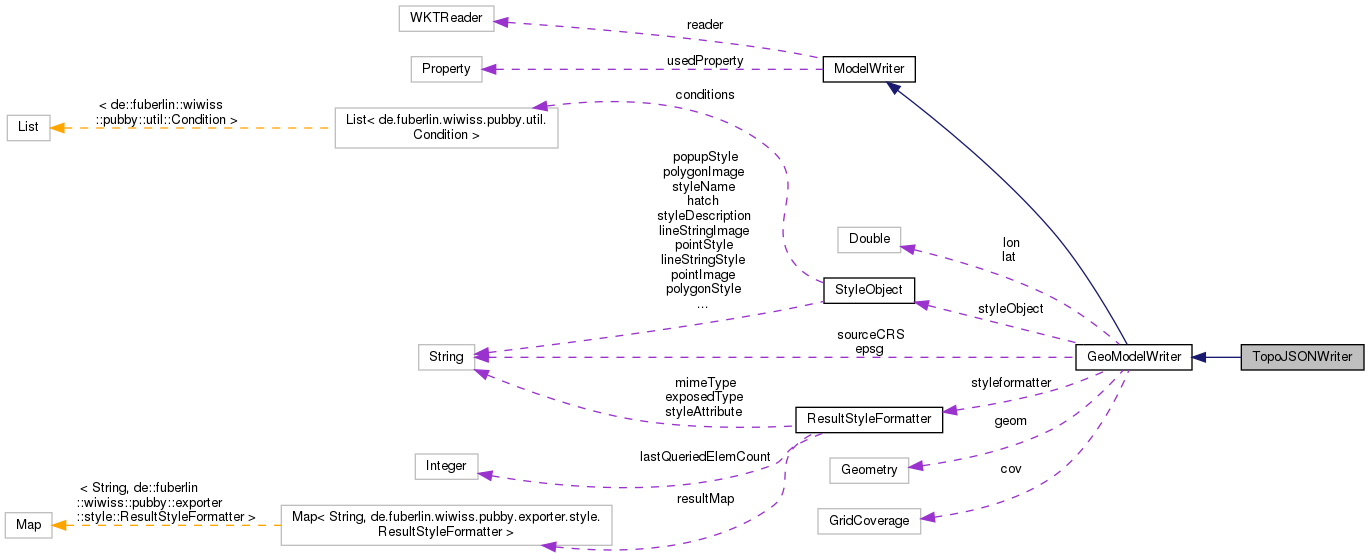 WKTReader
reader
Property
usedProperty
ModelWriter
< de::fuberlin::wiwiss
::pubby::util::Condition >
List
List< de.fuberlin.wiwiss.pubby.util.
Condition >
conditions
popupStyle
polygonImage
styleName
hatch
styleDescription
lineStringImage
pointStyle
lineStringStyle
pointImage
polygonStyle
...
Double
lon
lat
StyleObject
styleObject
String
sourceCRS
epsg
GeoModelWriter
TopoJSONWriter
mimeType
exposedType
styleAttribute
styleformatter
ResultStyleFormatter
geom
Integer
lastQueriedElemCount
Geometry
cov
< String, de::fuberlin
::wiwiss::pubby::exporter
::style::ResultStyleFormatter >
Map
Map< String, de.fuberlin.wiwiss.pubby.exporter.style.
ResultStyleFormatter >
resultMap
GridCoverage